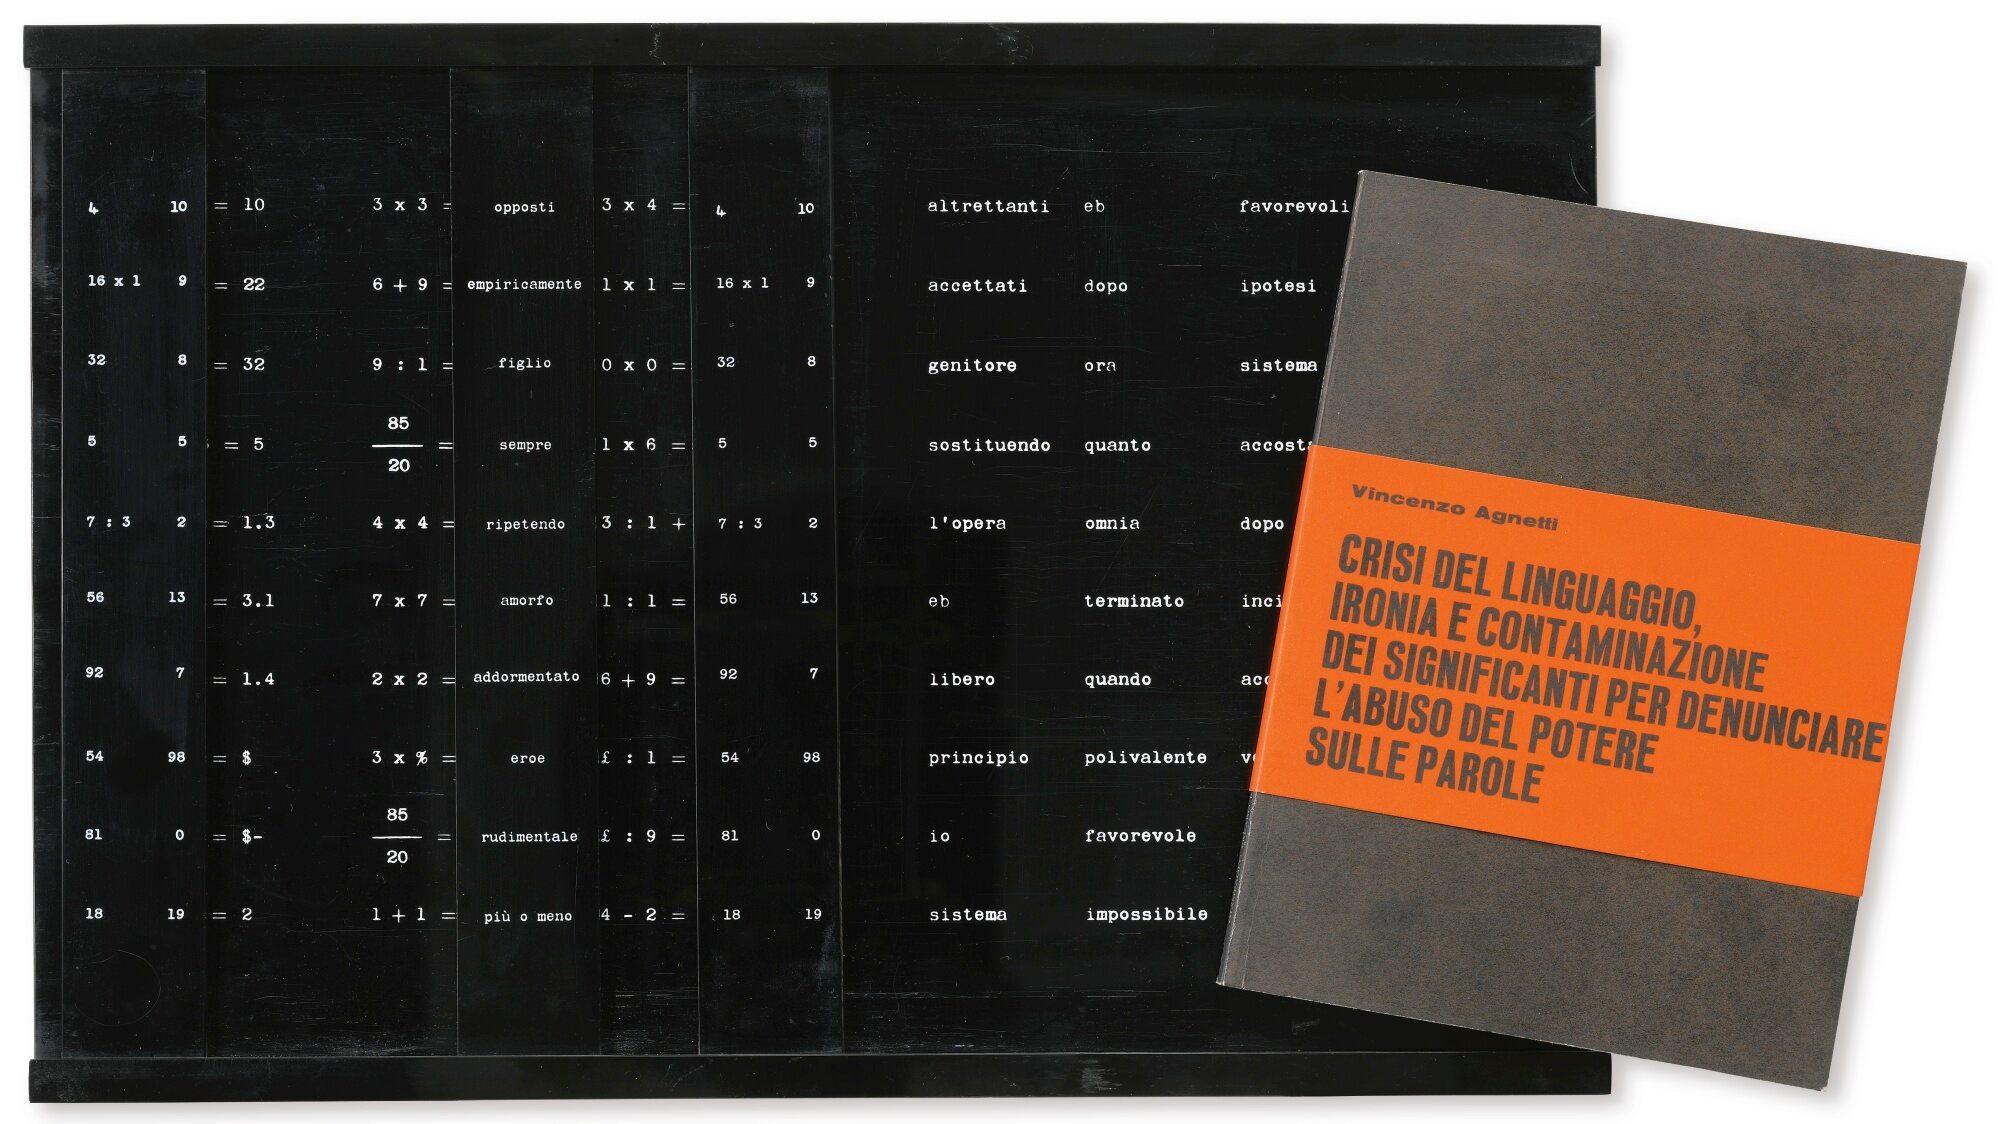 4 10 = 10 3 x 3 = opposti 3 x 4 = 4 10 altrettanti eb favorevoli
16 x 1 9 = 22 6 + 9 = empiricamente 1 x 1 = 16 x 1 9 accettati dopo ipotesi
32 8 = 32 9 : 1 = figlio 0 x 0 = 32 8 genitore ora sistema
5 5 = 5 85/20 = sempre 1 x 6 = 5 5 sostituendo quanto
7 : 3 2 = 1.3 4 x 4 = ripetendo 3 : 1 + 7 : 3 2 l'opera omnia dopo
56 13 = 3.1 7 x 7 = amorfo 1 : 1 = 56 13 eb terminato
92 7 = 1.4 2 x 2 = addormentato 6 + 9 = 92 7 libero quando
54 98 = $ 3 x % = eroe £ : 1 = 54 98 principio polivalente
81 0 = $- 85/20 = rudimentale £ : 9 = 81 0 io favorevole
18 19 = 2 1 + 1 = più o meno 4 - 2 = 18 19 sistema impossibile
Vincenzo Agnetti
CRISI DEL LINGUAGGIO,
IRONIA E CONTAMINAZIONE
DEI SIGNIFICANTI PER DENUNCIARE
L'ABUSO DEL POTERE
SULLE PAROLE